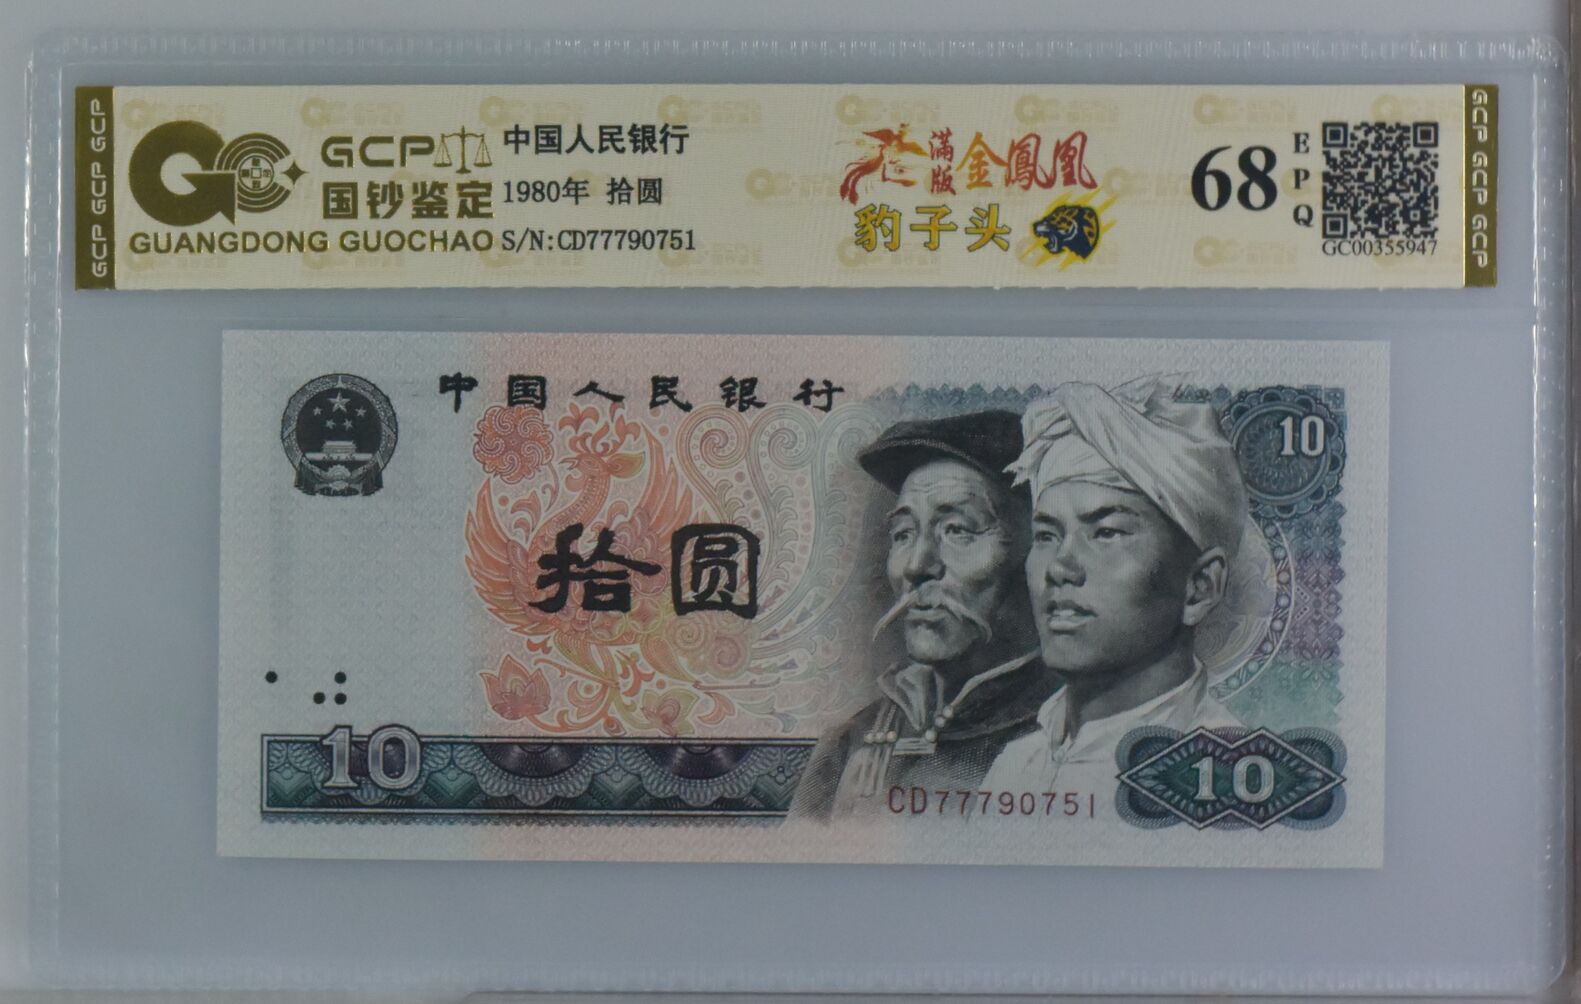 GCP GCP GCP
GCP
国钞鉴定
GUANGDONG GUOCHAO
中国人民银行
1980年 拾圆
S/N:CD77790751
满版 金鳳凰
豹子头
68
EPQ
GC00355947
GCP GCP GCP
中国人民银行
10
拾圆
10
CD77790751
10